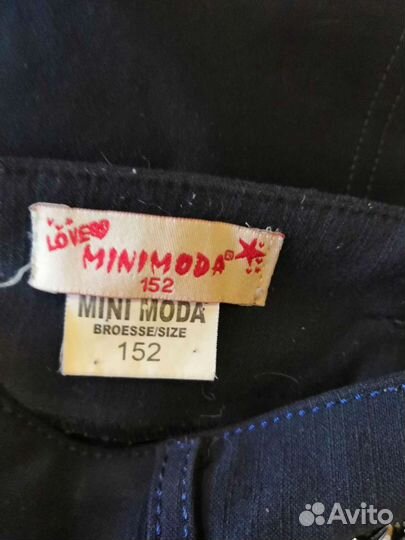 LOVE
MINIMODA®
152
MINI MODA
BROESSE/SIZE
152
Avito